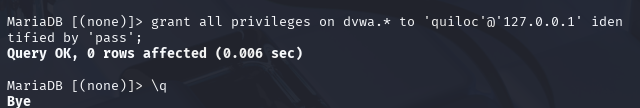 MariaDB [(none)]> grant all privileges on dvwa.* to 'quiloc'@'127.0.0.1' iden
tified by 'pass';
Query OK, 0 rows affected (0.006 sec)
MariaDB [(none)]> \q
Bye